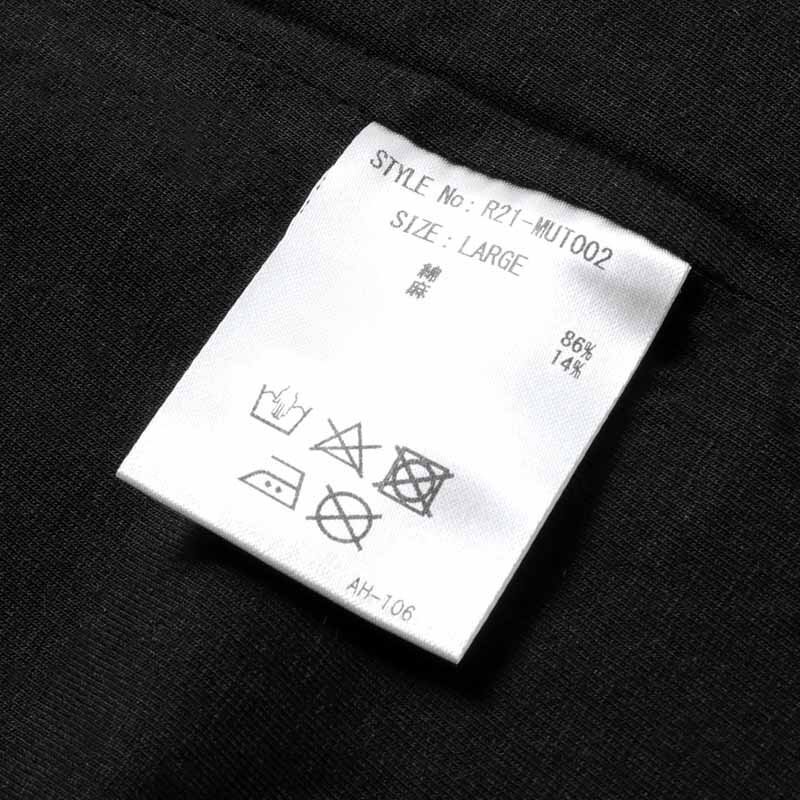 STYLE No: R21-MUT002
SIZE: LARGE
綿 86%
麻 14%
AH-106